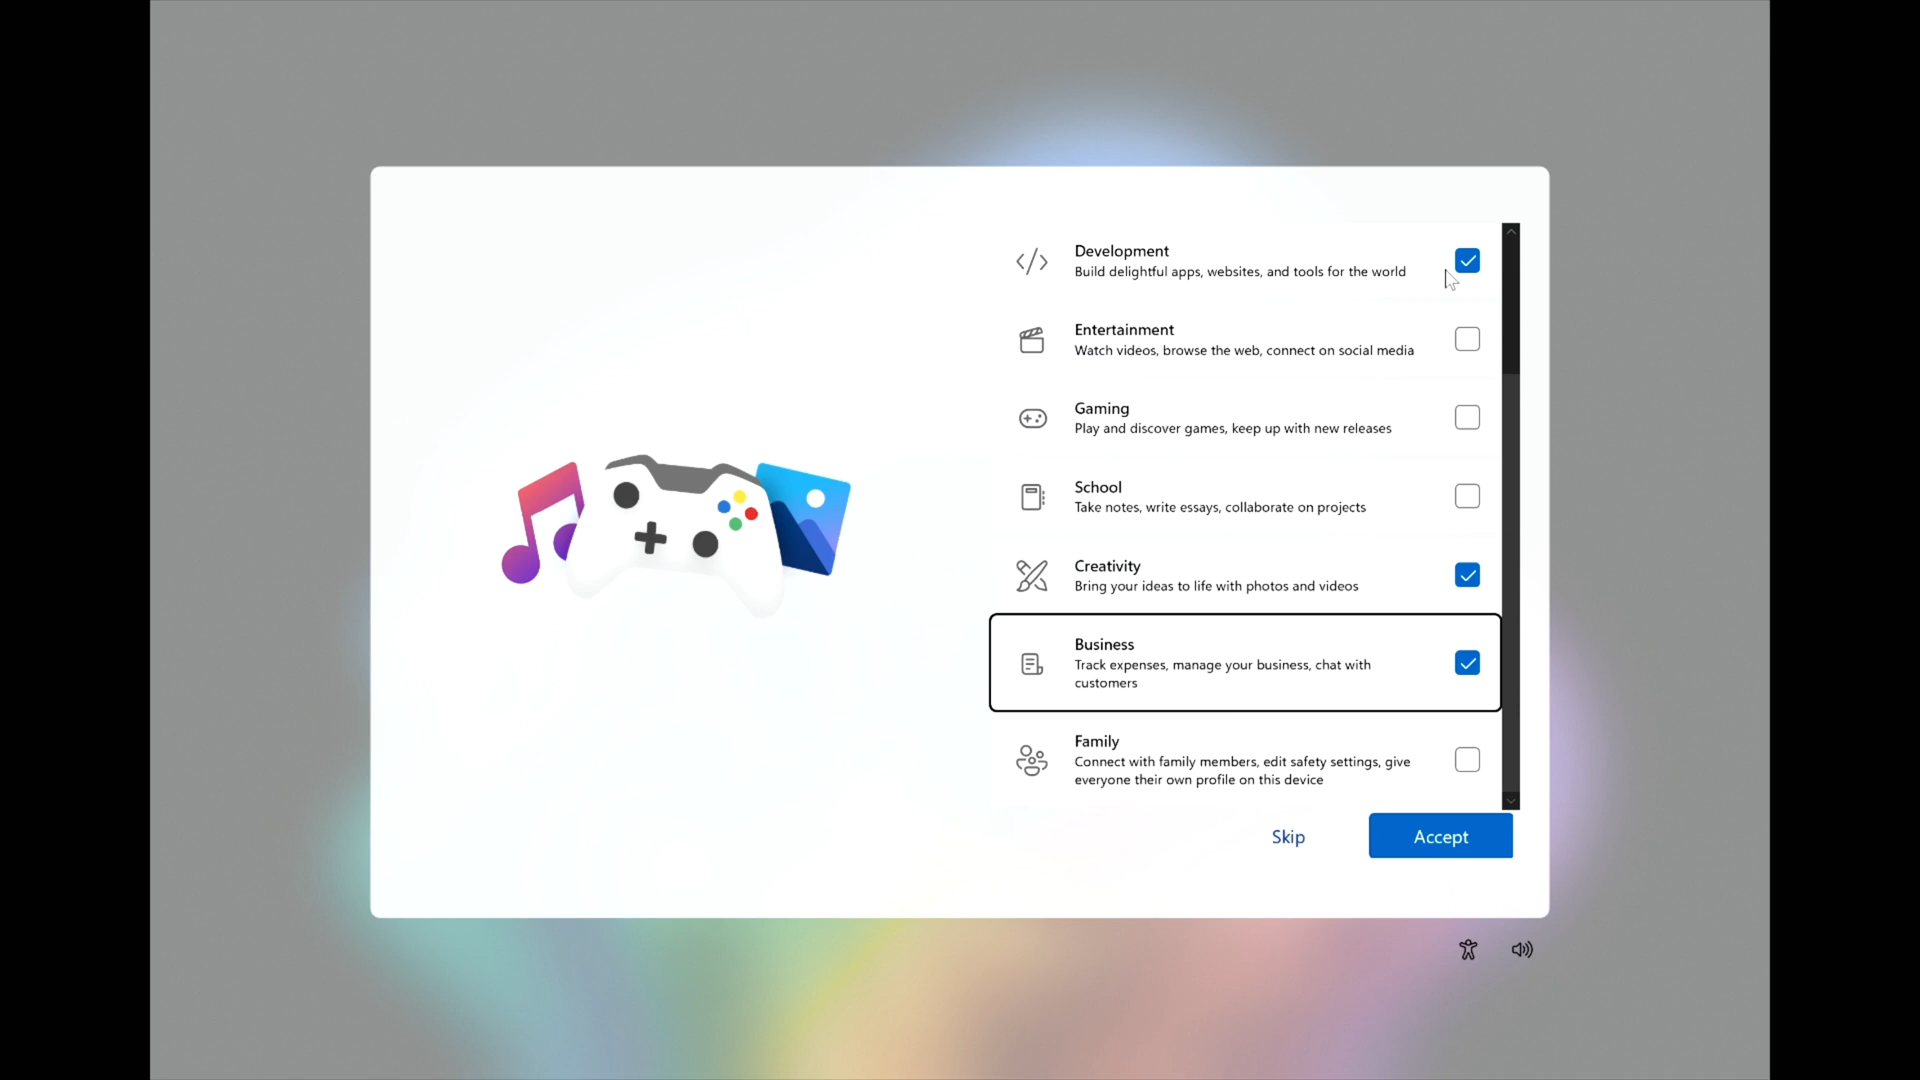 Development
Build delightful apps, websites, and tools for the world
Entertainment
Watch videos, browse the web, connect on social media
Gaming
Play and discover games, keep up with new releases
School
Take notes, write essays, collaborate on projects
Creativity
Bring your ideas to life with photos and videos
Business
Track expenses, manage your business, chat with
customers
Family
Connect with family members, edit safety settings, give
everyone their own profile on this device
Skip
Accept